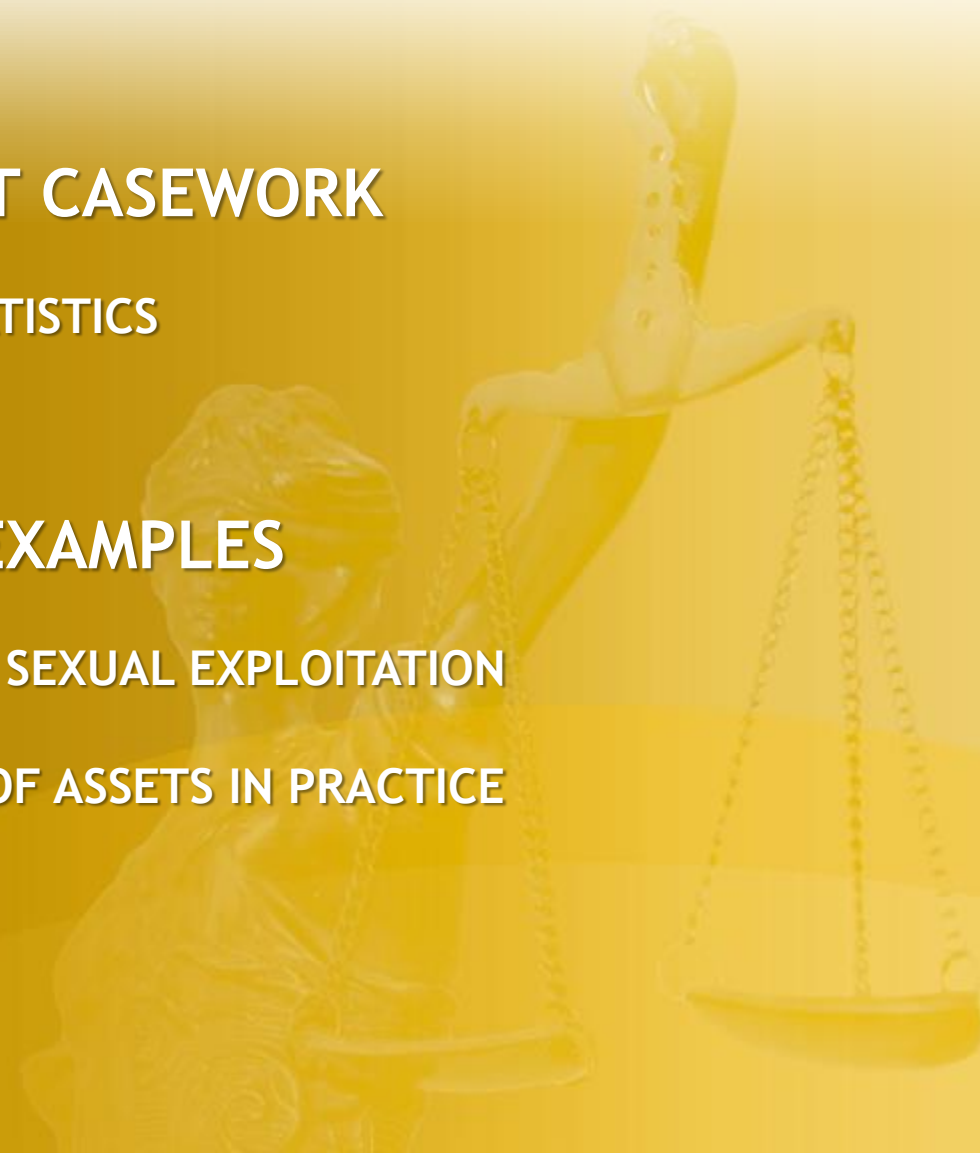 T CASEWORK
TISTICS
EXAMPLES
SEXUAL EXPLOITATION
OF ASSETS IN PRACTICE